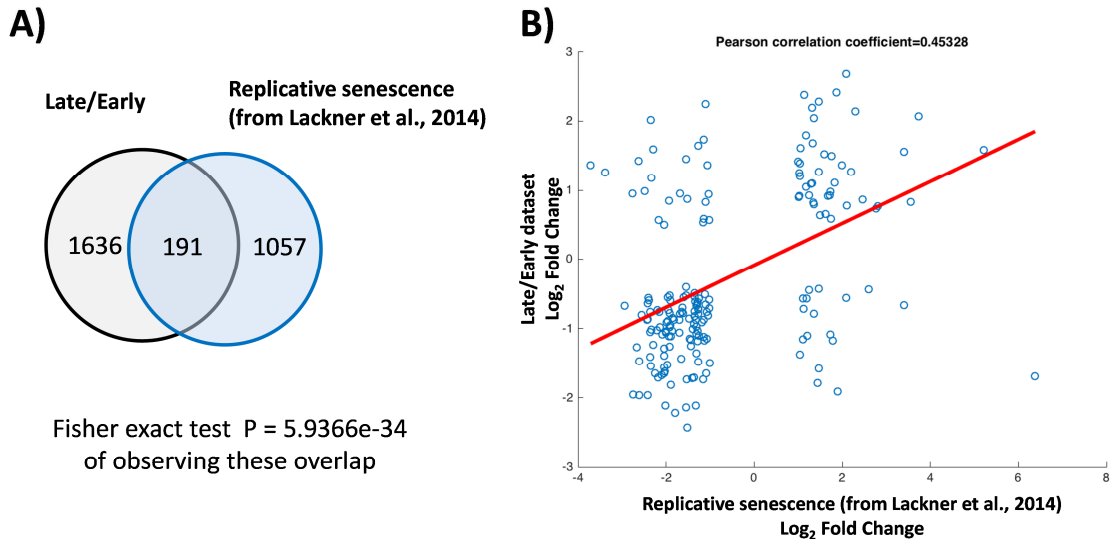 A)
Late/Early
Replicative senescence
(from Lackner et al., 2014)
1636
191
1057
Fisher exact test P = 5.9366e-34
of observing these overlap
B)
Pearson correlation coefficient=0.45328
3
2
1
0
-1
-2
-3
Late/Early dataset
Log2 Fold Change
-4
-2
0
2
4
6
8
Replicative senescence (from Lackner et al., 2014)
Log2 Fold Change